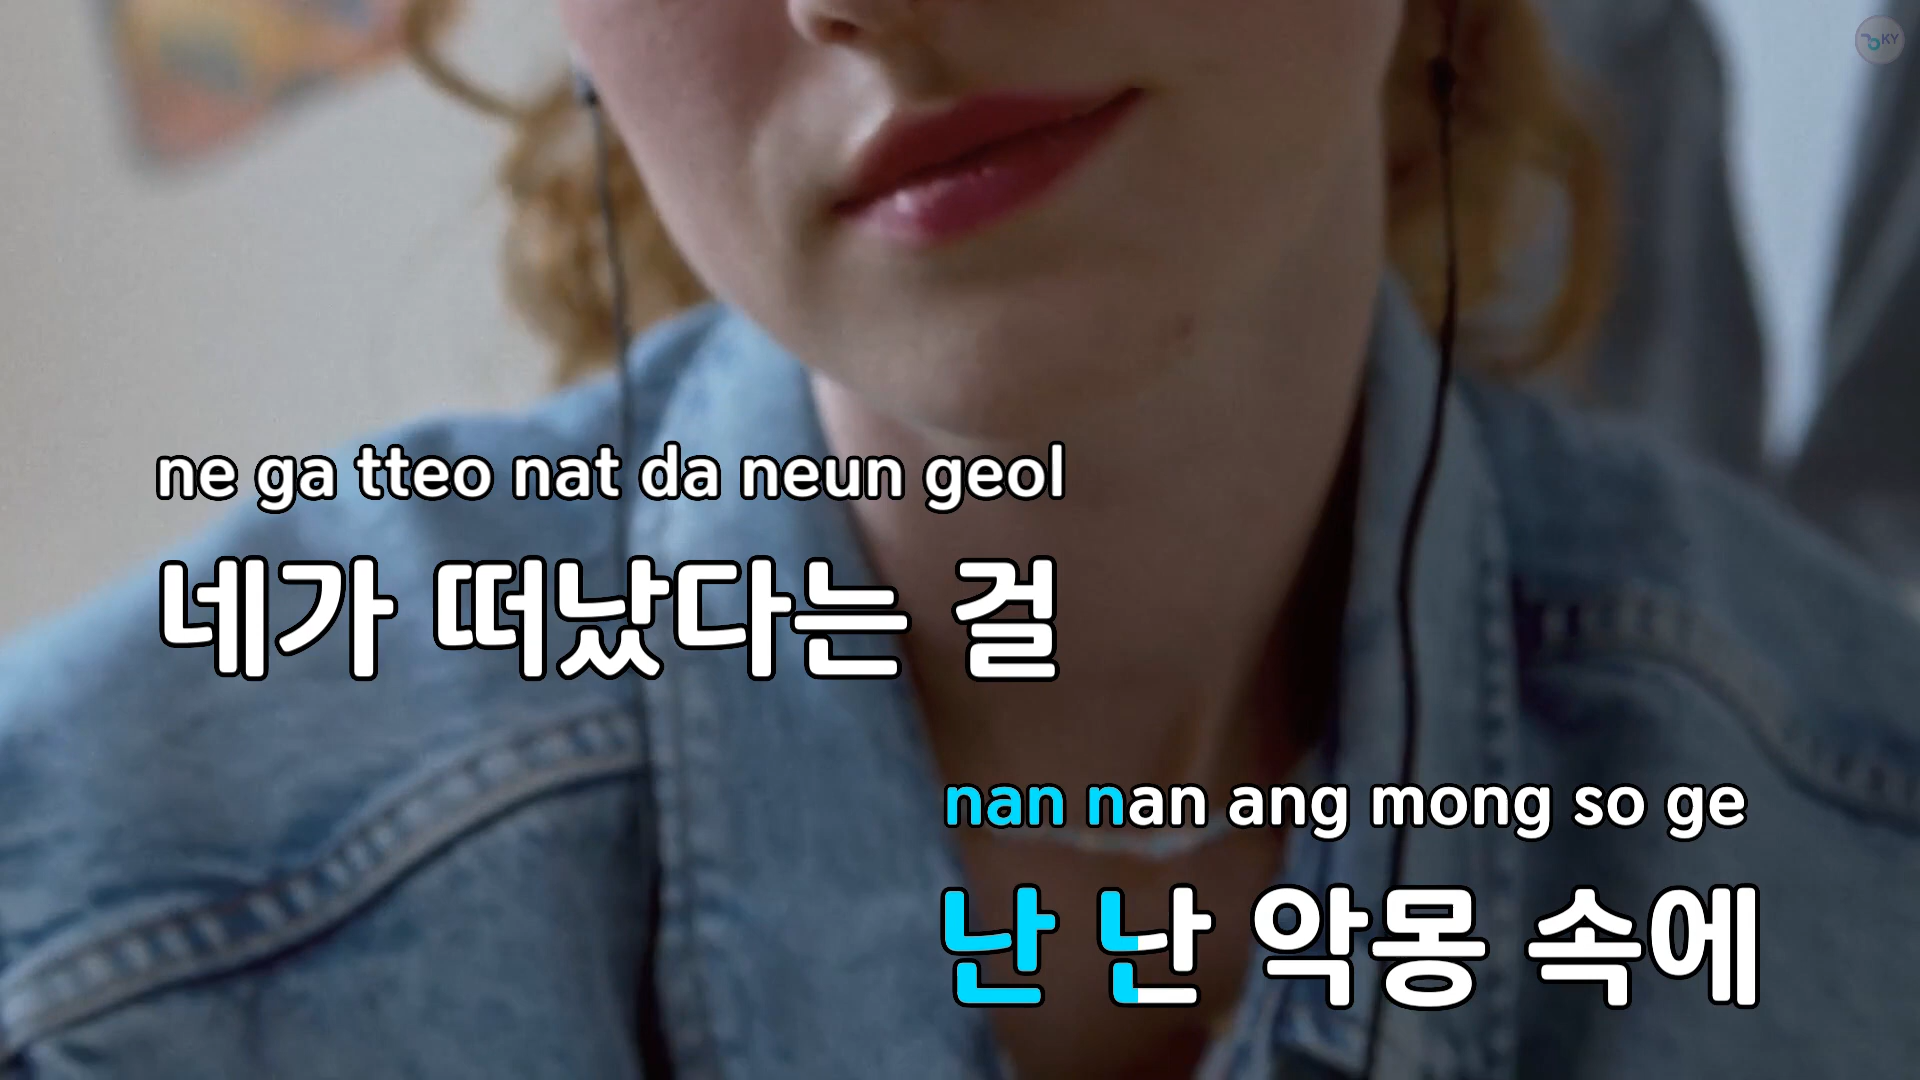 KY
ne ga tteo nat da neun geol
네가 떠났다는 걸
nan nan ang mong so ge
난 난 악몽 속에